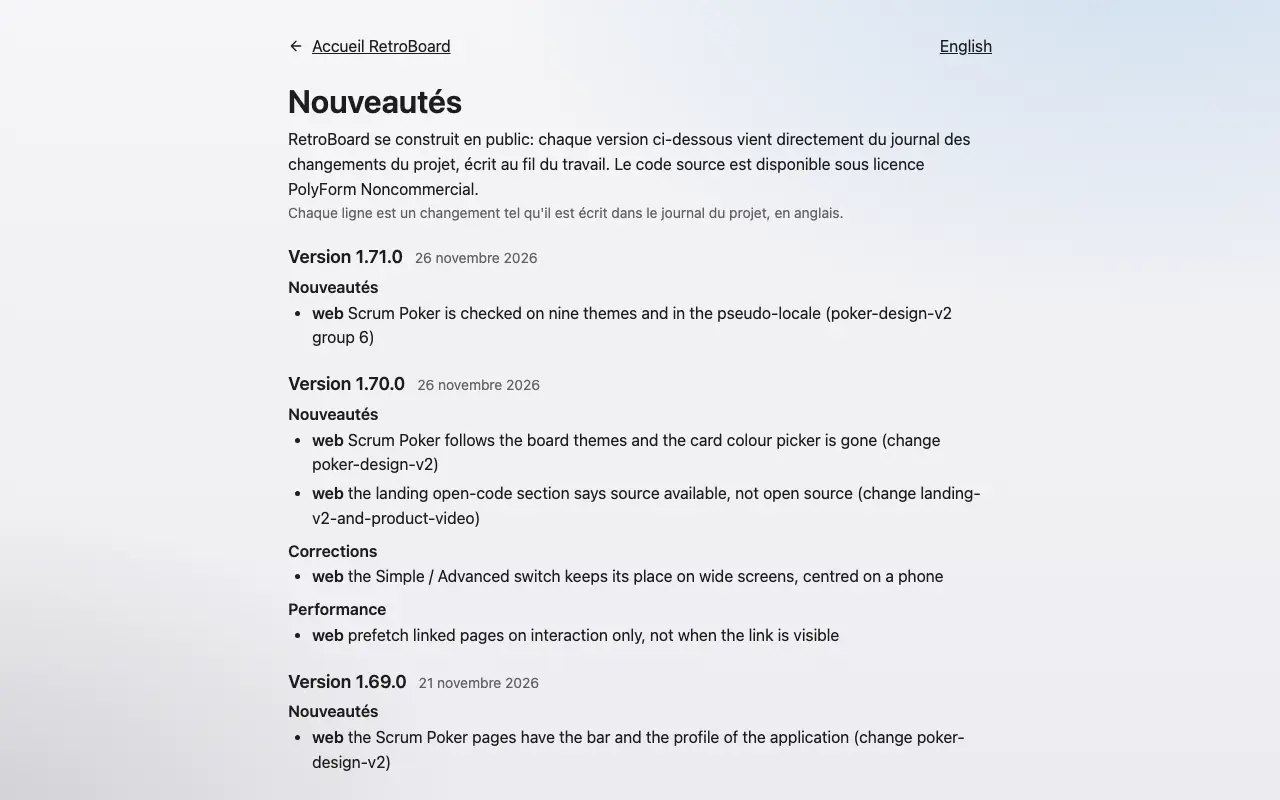 ← Accueil RetroBoard
English
Nouveautés
RetroBoard se construit en public: chaque version ci-dessous vient directement du journal des
changements du projet, écrit au fil du travail. Le code source est disponible sous licence
PolyForm Noncommercial.
Chaque ligne est un changement tel qu'il est écrit dans le journal du projet, en anglais.
Version 1.71.0 26 novembre 2026
Nouveautés
• web Scrum Poker is checked on nine themes and in the pseudo-locale (poker-design-v2
group 6)
Version 1.70.0 26 novembre 2026
Nouveautés
• web Scrum Poker follows the board themes and the card colour picker is gone (change
poker-design-v2)
• web the landing open-code section says source available, not open source (change landing-
v2-and-product-video)
Corrections
• web the Simple / Advanced switch keeps its place on wide screens, centred on a phone
Performance
• web prefetch linked pages on interaction only, not when the link is visible
Version 1.69.0 21 novembre 2026
Nouveautés
• web the Scrum Poker pages have the bar and the profile of the application (change poker-
design-v2)